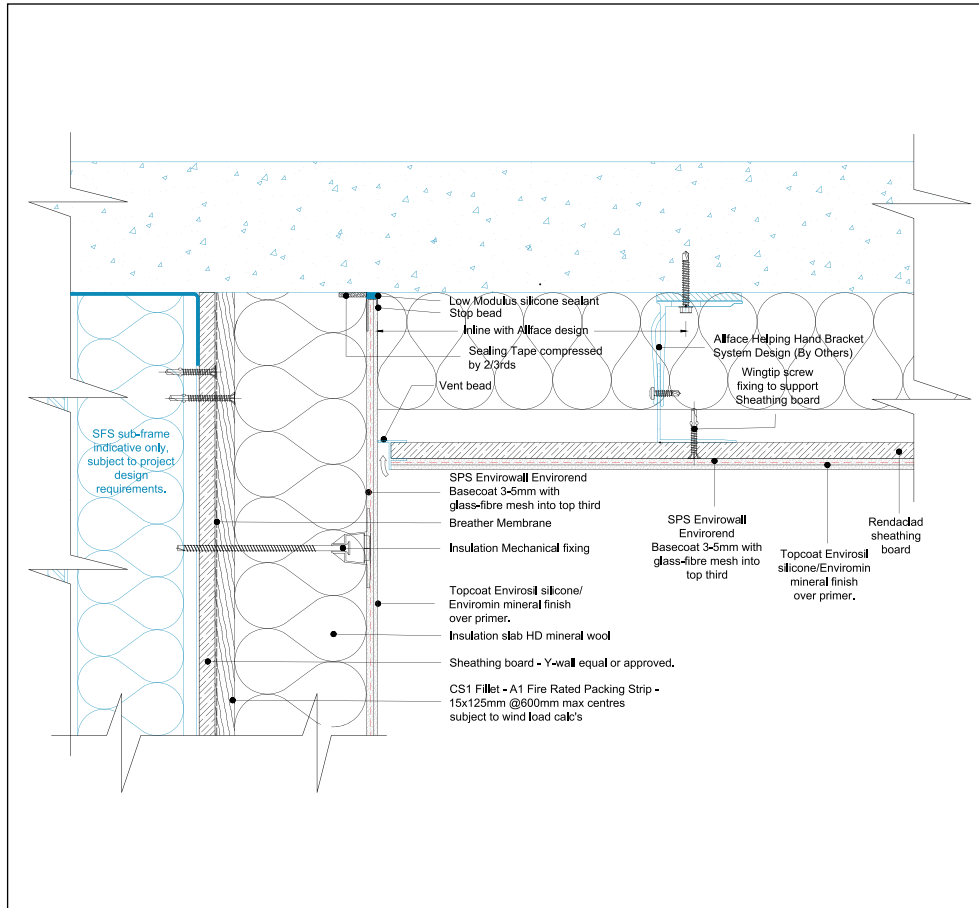 Low Modulus silicone sealant
Stop bead
Inline with Allface design
Sealing Tape compressed
by 2/3rds
Vent bead
Allface Helping Hand Bracket
System Design (By Others)
Wingtip screw
fixing to support
Sheathing board
SFS sub-frame
indicative only,
subject to project
design
requirements.
SPS Envirowall Envirorend
Basecoat 3-5mm with
glass-fibre mesh into top third
Breather Membrane
Insulation Mechanical fixing
Topcoat Envirosil silicone/
Enviromin mineral finish
over primer.
Insulation slab HD mineral wool
Sheathing board - Y-wall equal or approved.
CS1 Fillet - A1 Fire Rated Packing Strip -
15x125mm @600mm max centres
subject to wind load calc's
SPS Envirowall
Envirorend
Basecoat 3-5mm with
glass-fibre mesh into
top third
Topcoat Envirosil
silicone/Enviromin
mineral finish
over primer.
Rendaclad
sheathing
board